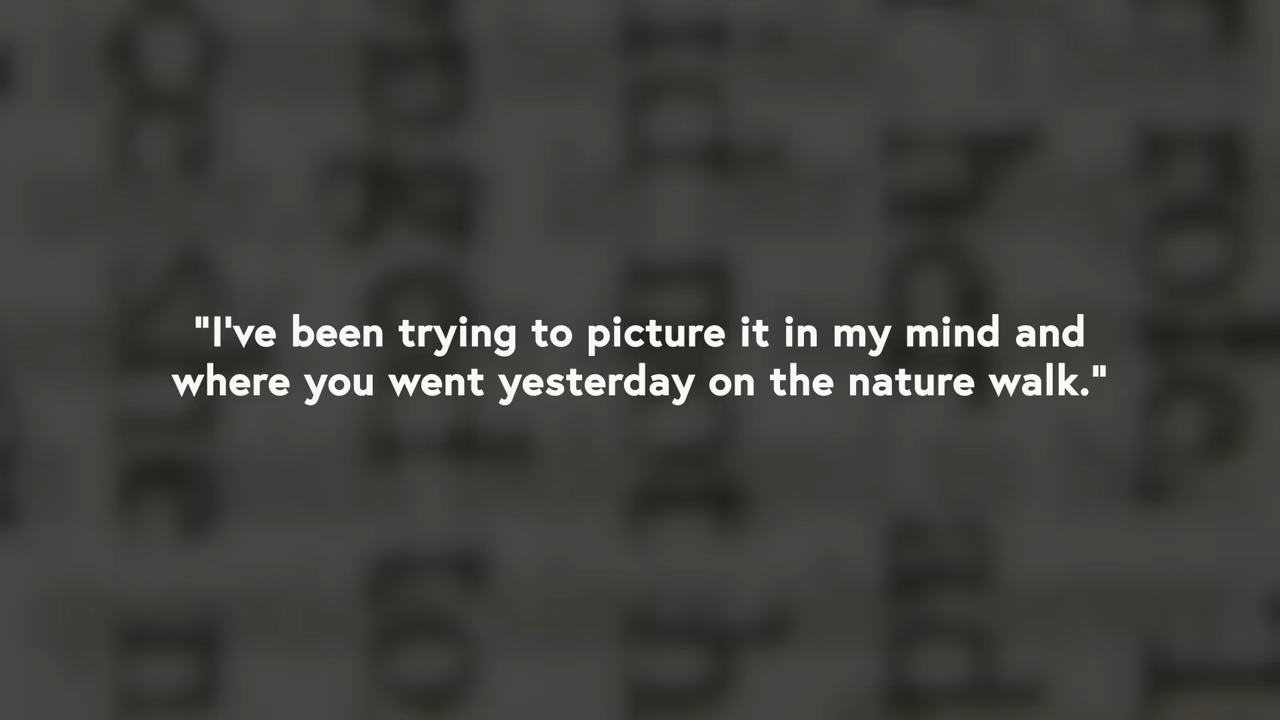 "I've been trying to picture it in my mind and
where you went yesterday on the nature walk."